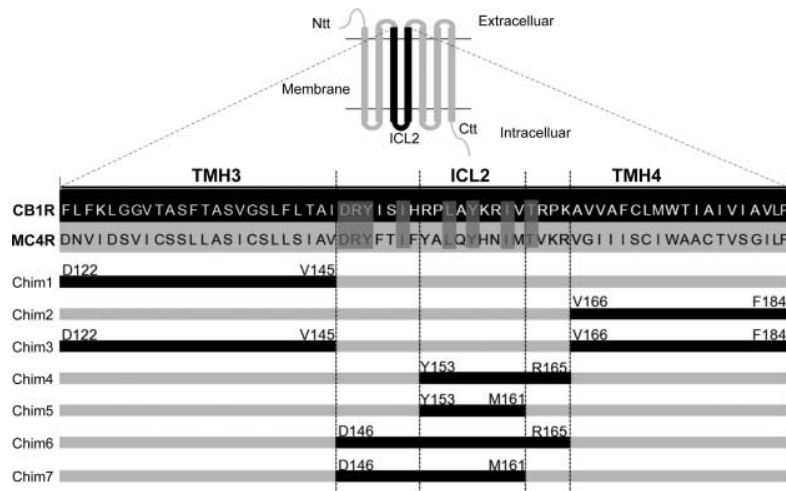 Ntt
Extracelluar
Membrane
Ctt
Intracelluar
ICL2
TMH3 ICL2 TMH4
CB1R FLFKLGGVTASFTASVGSLFLTAIDRYISIHRPLAYKRIVTRPKAVVAFCLMWTIAIVIAVLP
MC4R DNVIDSVICSSLLASICSLLSIAVDRYFTIFYALQYHNIMTVKRVGIIISCIWAACTVSGILF
D122 V145
Chim1
V166 F184
Chim2
D122 V145 V166 F184
Chim3
Y153 R165
Chim4
Y153 M161
Chim5
D146 R165
Chim6
D146 M161
Chim7